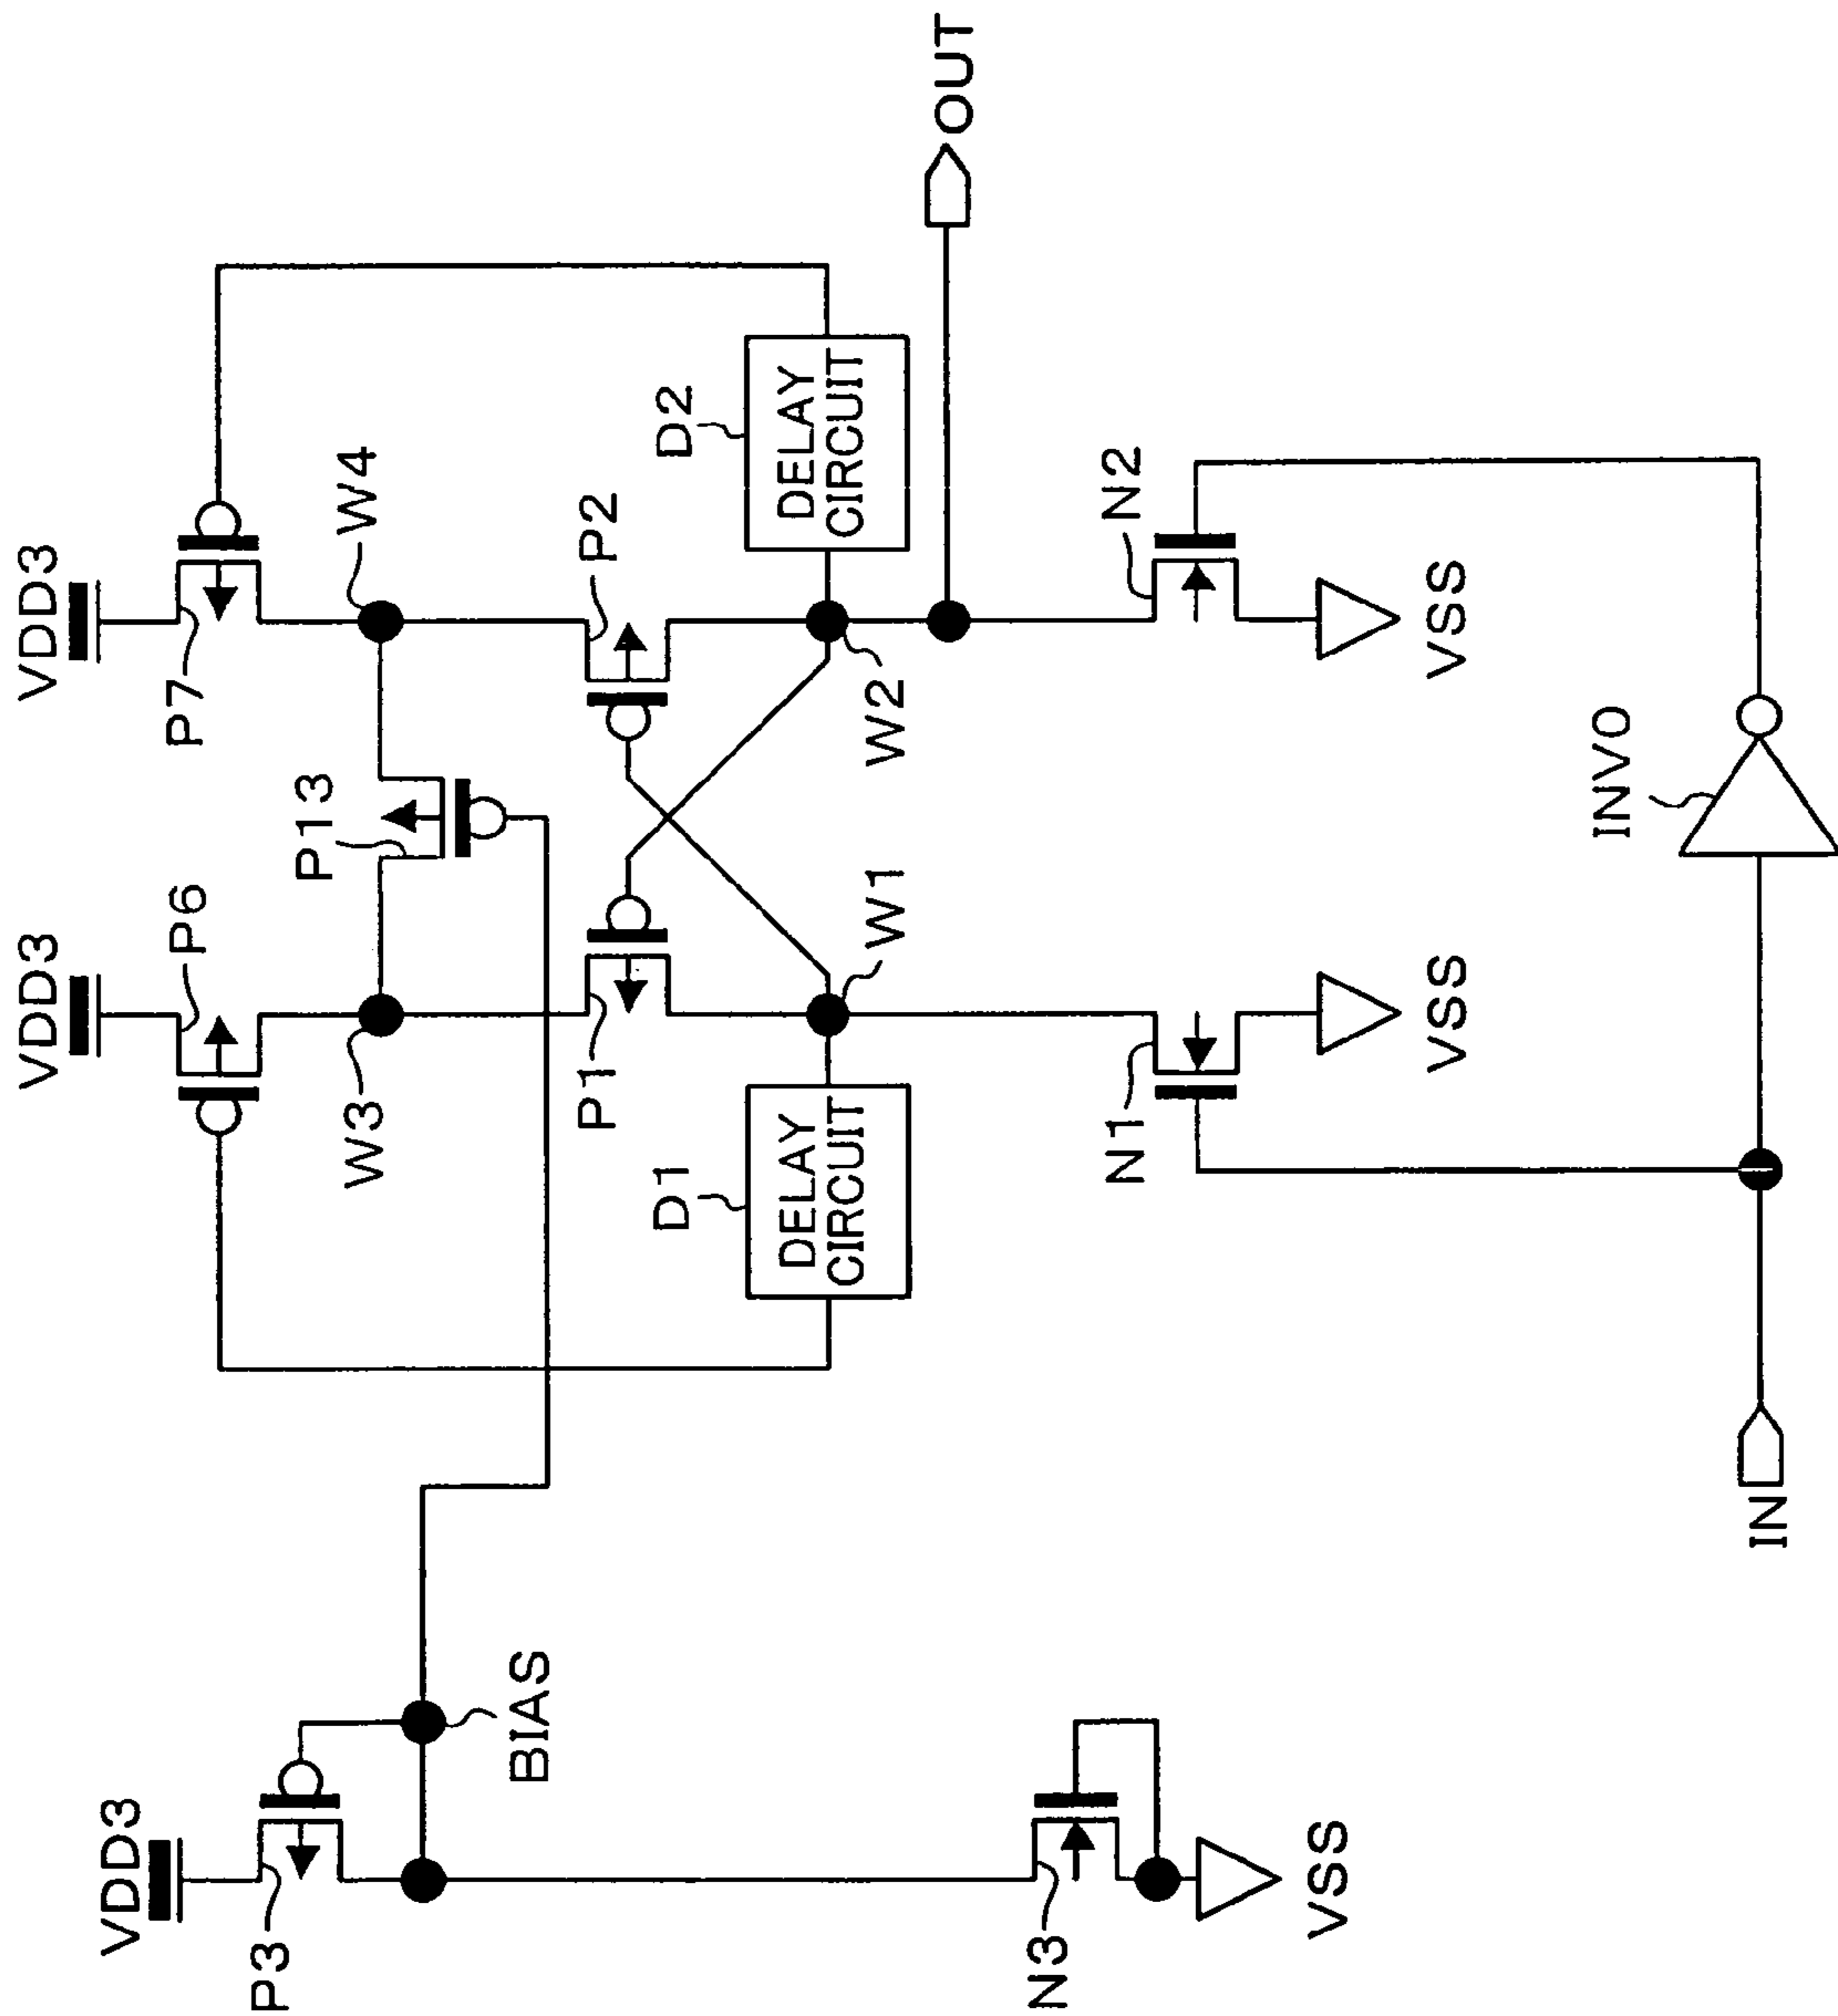 VDD3
P3
BIAS
N3
VSS
VDD3
P6
W3
P13
VDD3
P7
W4
P1
P2
D1
DELAY
CIRCUIT
W1
W2
D2
DELAY
CIRCUIT
OUT
N1
VSS
N2
VSS
IN
INV0